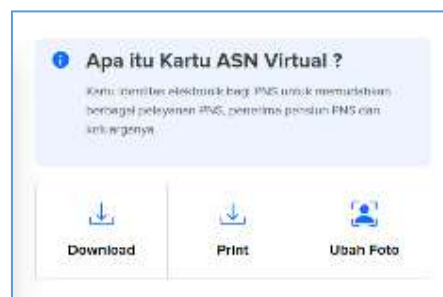 Apa itu Kartu ASN Virtual ?
Kartu identitas elektronik bagi PNS untuk memudahkan
berbagai pelayanan PNS, penerima pensiun PNS dan
keluarganya
Download Print Ubah Foto